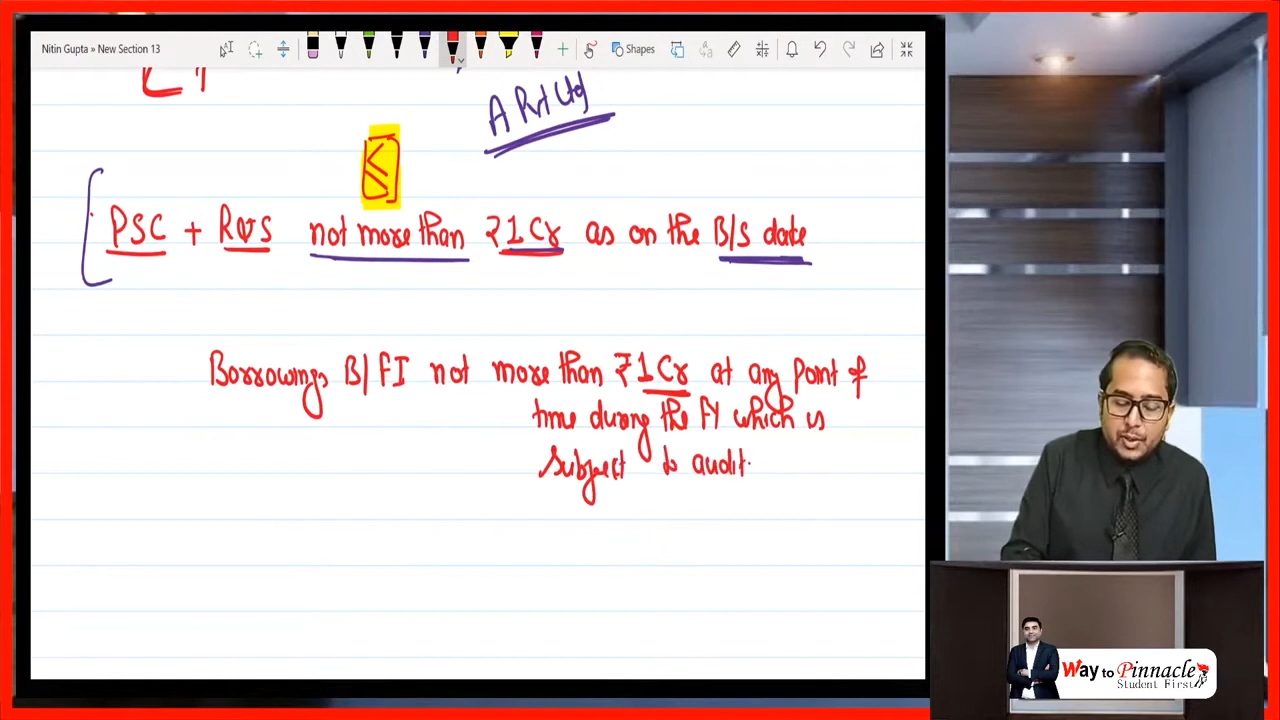 Nitin Gupta » New Section 13
Shapes
A Pvt Ltd
≤
PSC + R&S not more than ₹1 Cr as on the B/S date
Borrowings B/FI not more than ₹1 Cr at any point of
time during the FY which is
subject to audit.
Way to Pinnacle
Student First